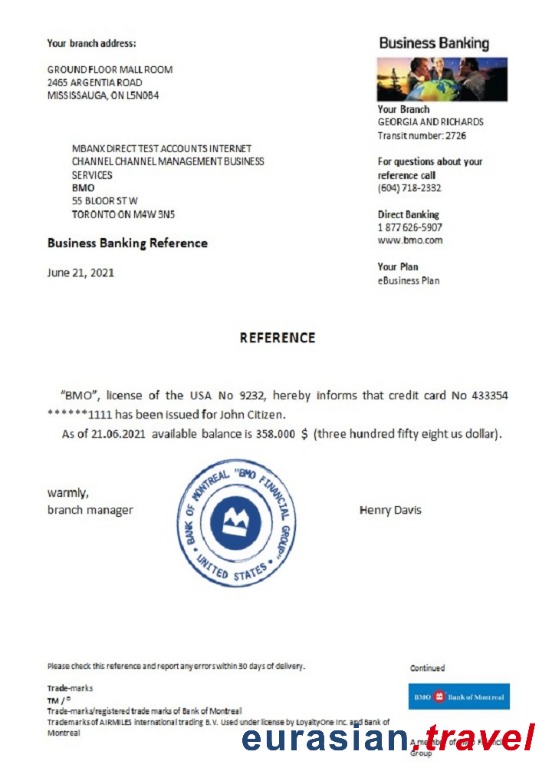 Your branch address:
GROUND FLOOR MALL ROOM
2465 ARGENTIA ROAD
MISSISSAUGA, ON L5N0B4
MBANX DIRECT TEST ACCOUNTS INTERNET
CHANNEL CHANNEL MANAGEMENT BUSINESS
SERVICES
BMO
55 BLOOR ST W
TORONTO ON M4W 3N5
Business Banking
Your Branch
GEORGIA AND RICHARDS
Transit number: 2726
For questions about your
reference call
(604) 718-2332
Direct Banking
1 877 626-5907
www.bmo.com
Your Plan
eBusiness Plan
Business Banking Reference
June 21, 2021
REFERENCE
“BMO”, license of the USA No 9232, hereby informs that credit card No 433354
******1111 has been issued for John Citizen.
As of 21.06.2021 available balance is 358.000 $ (three hundred fifty eight us dollar).
warmly,
branch manager
BANK OF MONTREAL "BMO FINANCIAL GROUP"
* UNITED STATES *
Henry Davis
Please check this reference and report any errors within 30 days of delivery.
Trade-marks
TM / ®
Trade-marks/registered trade marks of Bank of Montreal
Trademarks of AIRMILES international trading B.V. Used under license by LoyaltyOne Inc. and Bank of
Montreal
Continued
BMO Bank of Montreal
A member of BMO Financial
Group
eurasian.travel